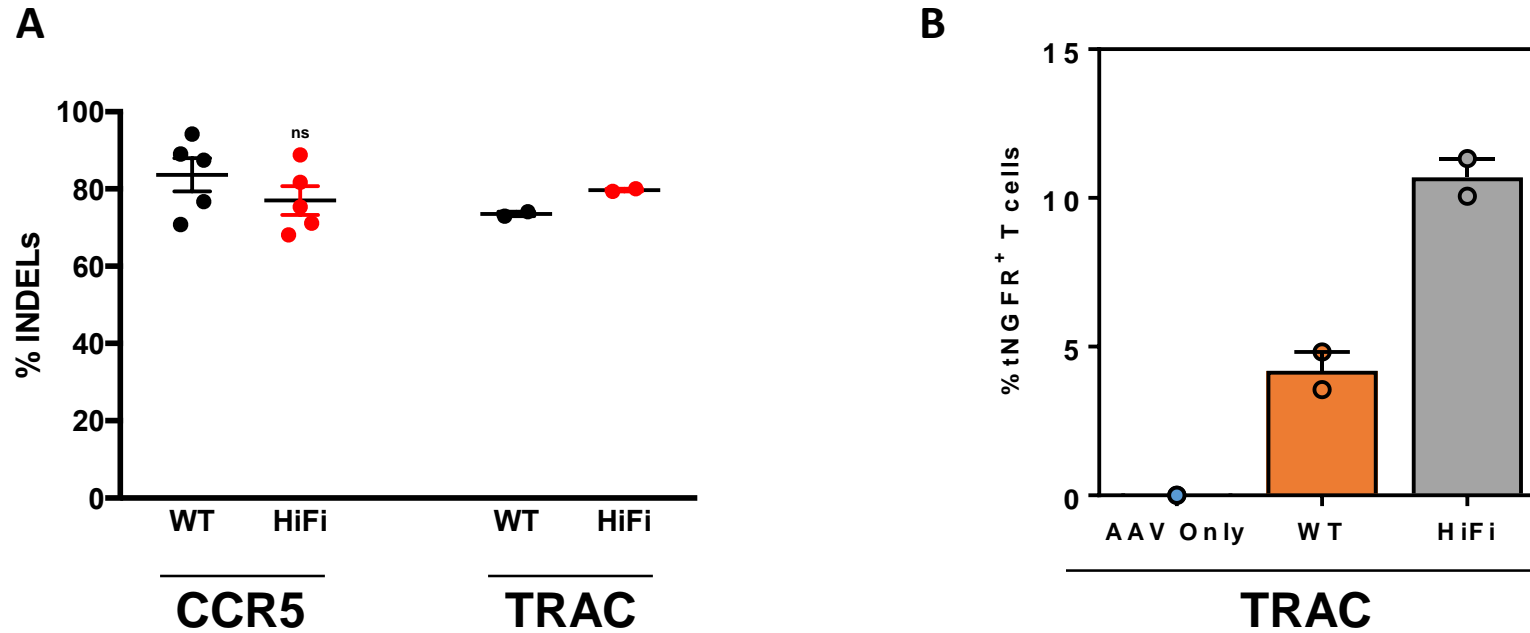 A
% INDELs
100
80
60
40
20
0
ns
WT HiFi WT HiFi
CCR5 TRAC
B
%tNGFR+ T cells
15
10
5
0
AAV Only WT HiFi
TRAC